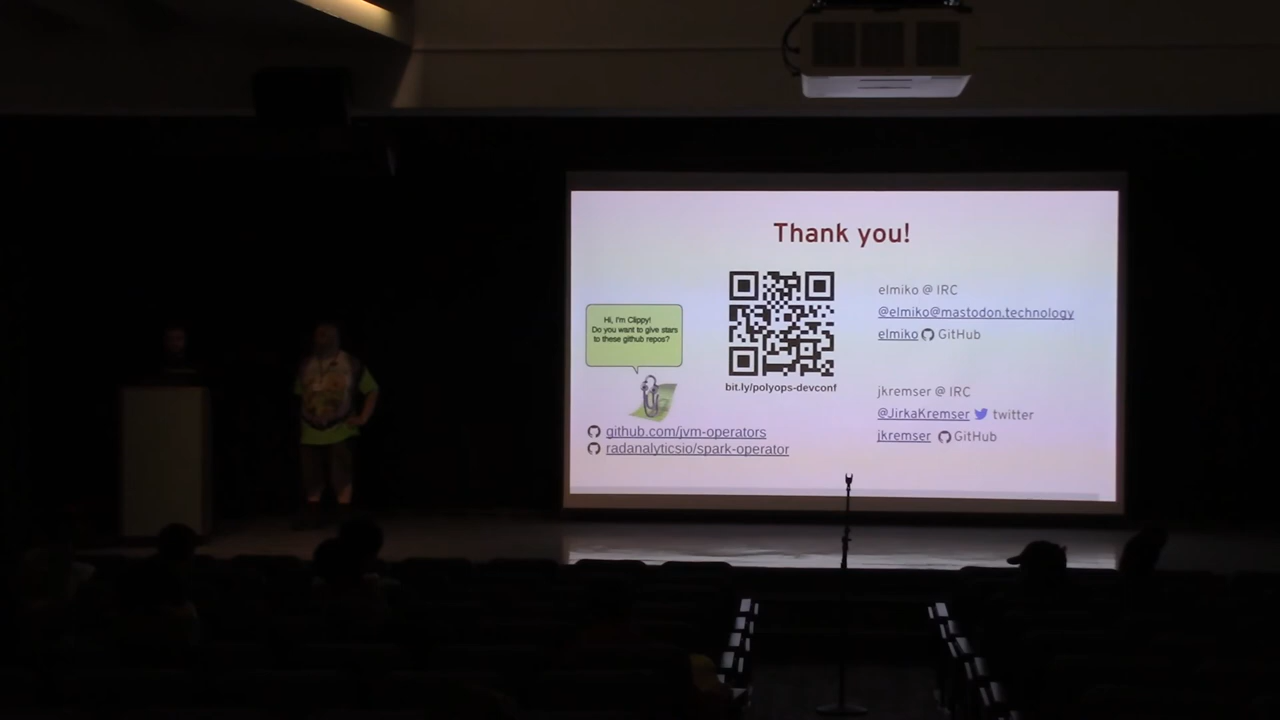 Thank you!
Hi, I'm Clippy!
Do you want to give stars
to these github repos?
bit.ly/polyops-devconf
github.com/jvm-operators
radanalyticsio/spark-operator
elmiko @ IRC
@elmiko@mastodon.technology
elmiko GitHub
jkremser @ IRC
@JirkaKremser twitter
jkremser GitHub